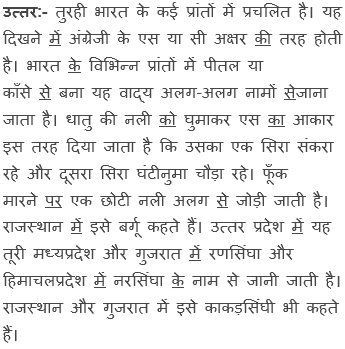 उत्तर:- तुरही भारत के कई प्रांतों में प्रचलित है। यह
दिखने में अंग्रेजी के एस या सी अक्षर की तरह होती
है। भारत के विभिन्न प्रांतों में पीतल या
काँसे से बना यह वाद्य अलग-अलग नामों सेजाना
जाता है। धातु की नली को घुमाकर एस का आकार
इस तरह दिया जाता है कि उसका एक सिरा संकरा
रहे और दूसरा सिरा घंटीनुमा चौड़ा रहे। फूँक
मारने पर एक छोटी नली अलग से जोड़ी जाती है।
राजस्थान में इसे बर्गू कहते हैं। उत्तर प्रदेश में यह
तूरी मध्यप्रदेश और गुजरात में रणसिंघा और
हिमाचलप्रदेश में नरसिंघा के नाम से जानी जाती है।
राजस्थान और गुजरात में इसे काकड़सिंघी भी कहते
हैं।